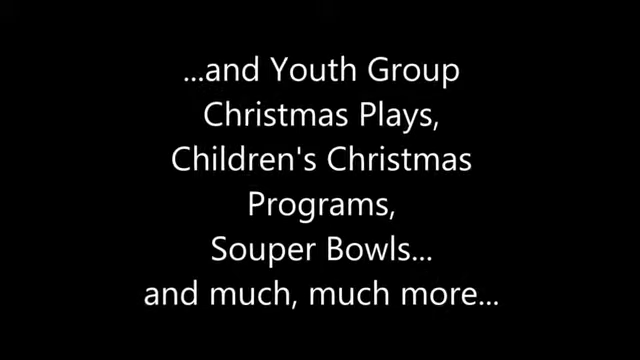 ...and Youth Group
Christmas Plays,
Children's Christmas
Programs,
Souper Bowls...
and much, much more...